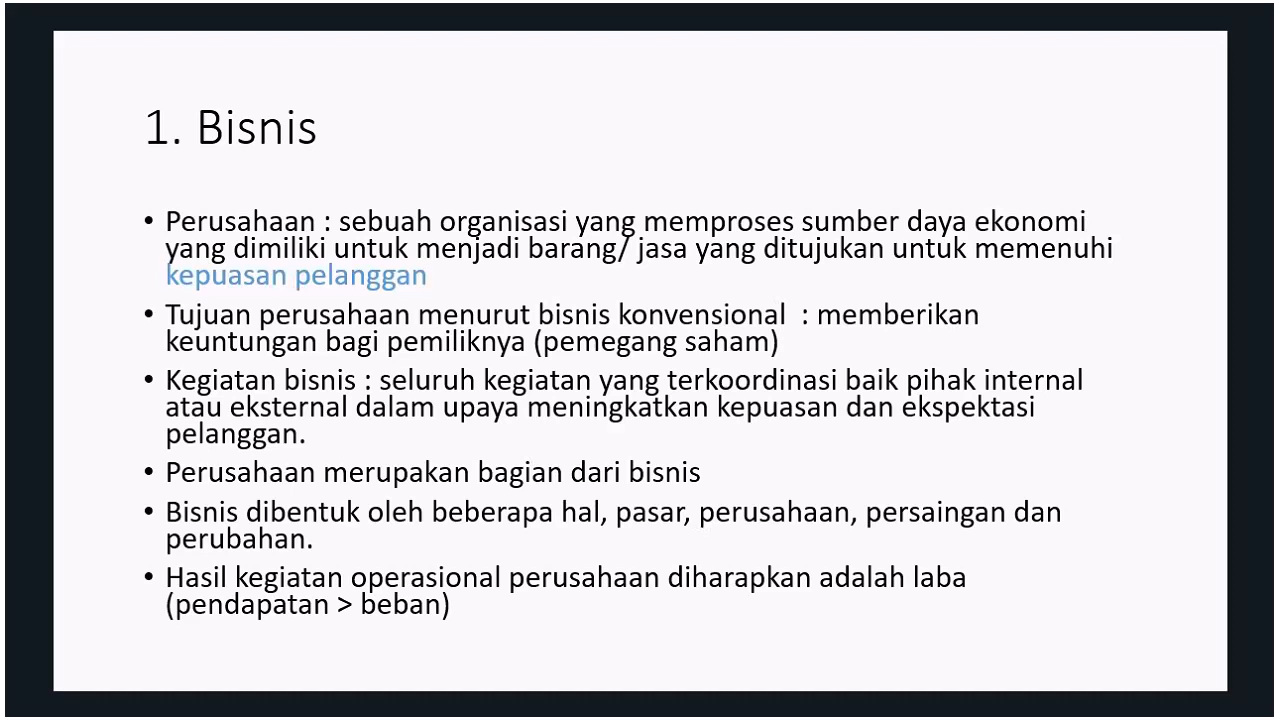 1. Bisnis
• Perusahaan : sebuah organisasi yang memproses sumber daya ekonomi
yang dimiliki untuk menjadi barang/ jasa yang ditujukan untuk memenuhi
kepuasan pelanggan
• Tujuan perusahaan menurut bisnis konvensional  : memberikan
keuntungan bagi pemiliknya (pemegang saham)
• Kegiatan bisnis : seluruh kegiatan yang terkoordinasi baik pihak internal
atau eksternal dalam upaya meningkatkan kepuasan dan ekspektasi
pelanggan.
• Perusahaan merupakan bagian dari bisnis
• Bisnis dibentuk oleh beberapa hal, pasar, perusahaan, persaingan dan
perubahan.
• Hasil kegiatan operasional perusahaan diharapkan adalah laba
(pendapatan > beban)